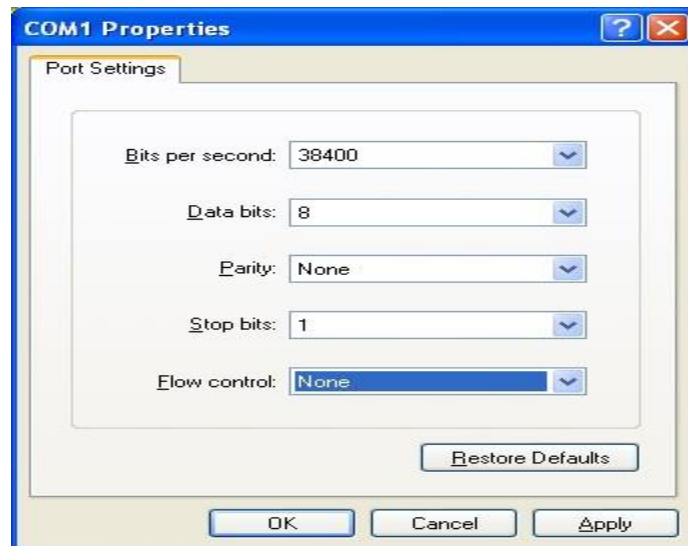 COM1 Properties
Port Settings
Bits per second: 38400
Data bits: 8
Parity: None
Stop bits: 1
Flow control: None
Restore Defaults
OK Cancel Apply